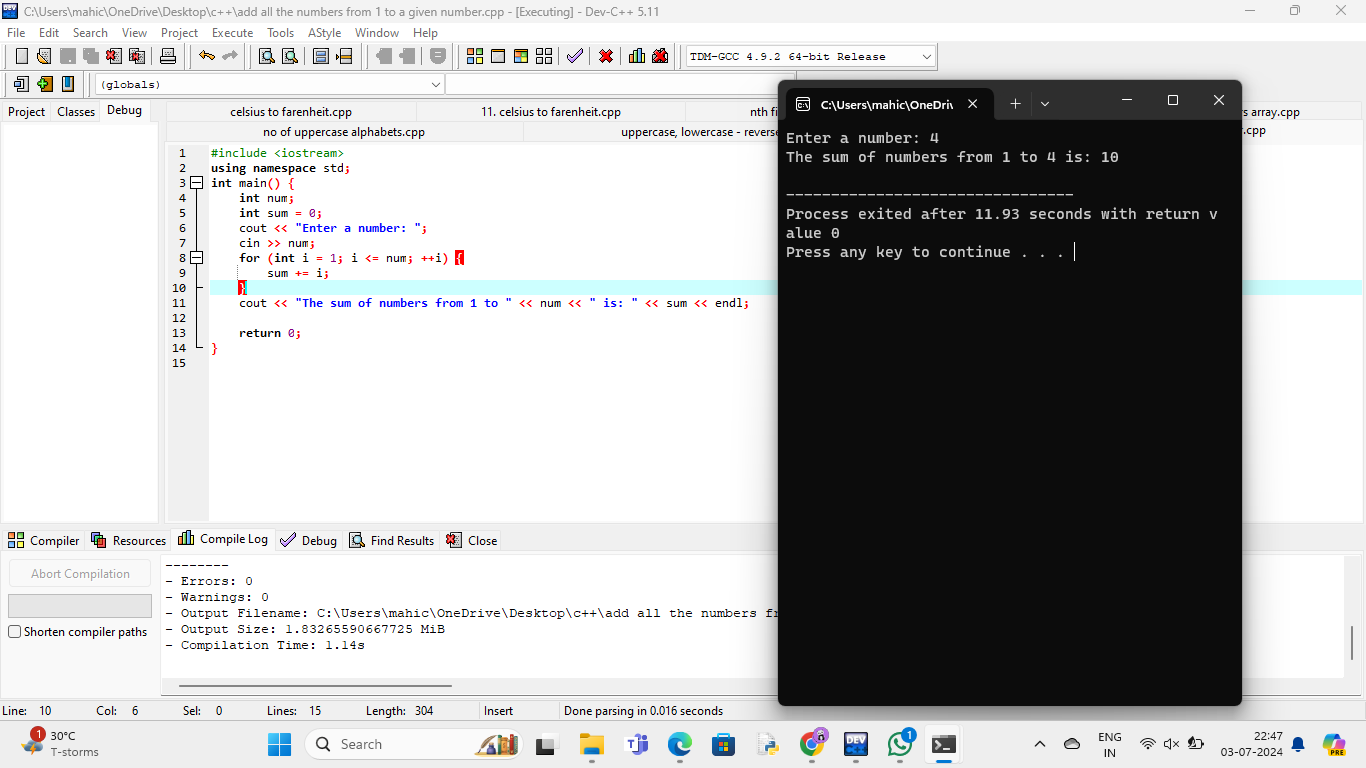 C:\Users\mahic\OneDrive\Desktop\c++\add all the numbers from 1 to a given number.cpp - [Executing] - Dev-C++ 5.11
File Edit Search View Project Execute Tools AStyle Window Help
TDM-GCC 4.9.2 64-bit Release
(globals)
Project Classes Debug
celsius to farenheit.cpp 11. celsius to farenheit.cpp nth fi s array.cpp
no of uppercase alphabets.cpp uppercase, lowercase - reverse .cpp
1 #include <iostream>
2 using namespace std;
3 int main() {
4 int num;
5 int sum = 0;
6 cout << "Enter a number: ";
7 cin >> num;
8 for (int i = 1; i <= num; ++i) {
9 sum += i;
10 }
11 cout << "The sum of numbers from 1 to " << num << " is: " << sum << endl;
12
13 return 0;
14 }
15
C:\Users\mahic\OneDri
Enter a number: 4
The sum of numbers from 1 to 4 is: 10
--------------------------------
Process exited after 11.93 seconds with return v
alue 0
Press any key to continue . . .
Compiler Resources Compile Log Debug Find Results Close
Abort Compilation
Shorten compiler paths
--------
- Errors: 0
- Warnings: 0
- Output Filename: C:\Users\mahic\OneDrive\Desktop\c++\add all the numbers fr
- Output Size: 1.83265590667725 MiB
- Compilation Time: 1.14s
Line: 10 Col: 6 Sel: 0 Lines: 15 Length: 304 Insert Done parsing in 0.016 seconds
1
30°C
T-storms
Search
DEV
1
ENG
IN
22:47
03-07-2024
PRE